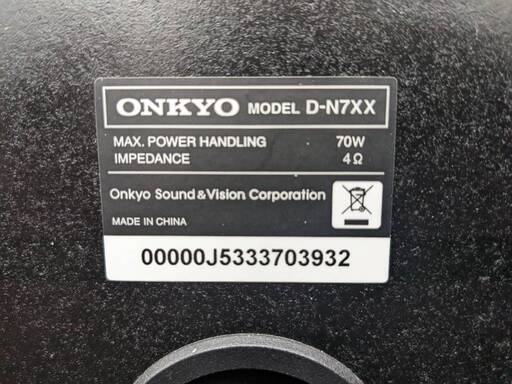 ONKYO MODEL D-N7XX
MAX. POWER HANDLING 70W
IMPEDANCE 4Ω
Onkyo Sound&Vision Corporation
MADE IN CHINA
00000J5333703932